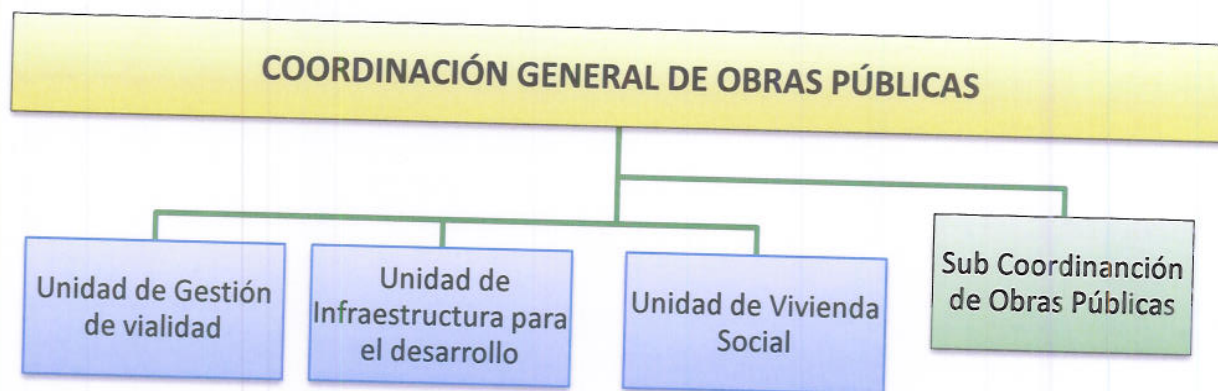 COORDINACIÓN GENERAL DE OBRAS PÚBLICAS
Unidad de Gestión
de vialidad
Unidad de
Infraestructura para
el desarrollo
Unidad de Vivienda
Social
Sub Coordinanción
de Obras Públicas